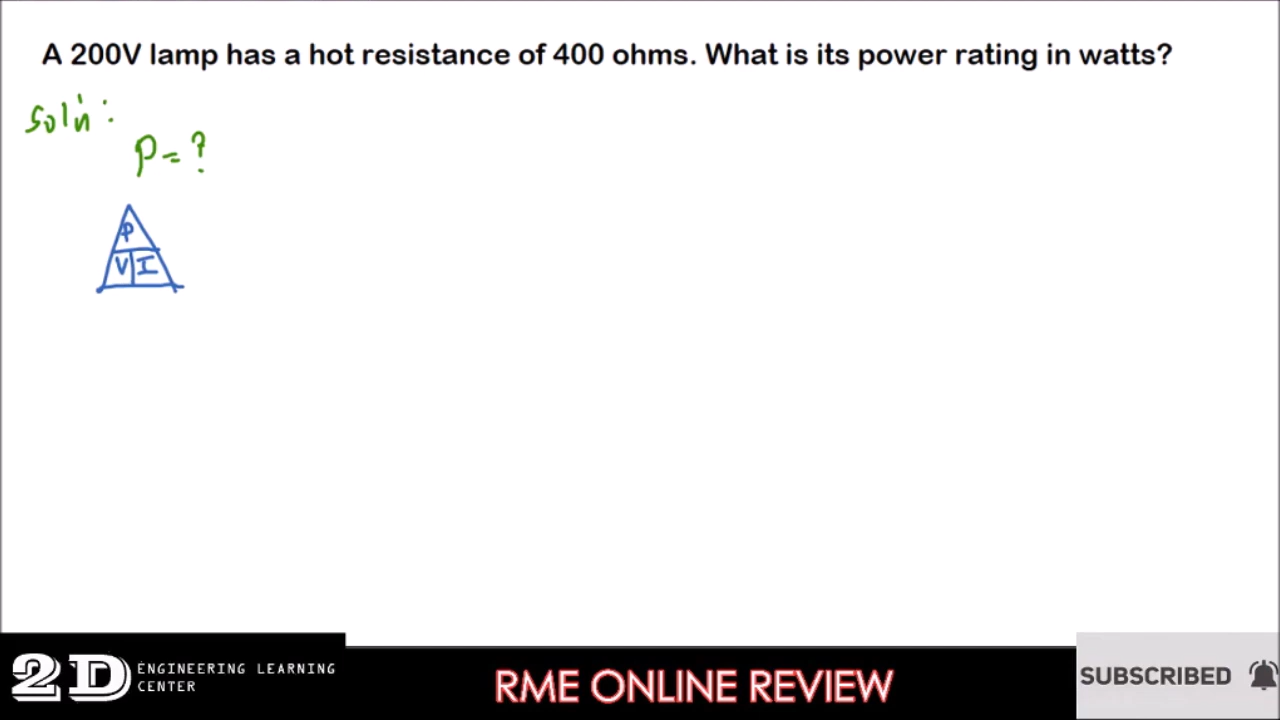 A 200V lamp has a hot resistance of 400 ohms. What is its power rating in watts?
Sol'n:
P = ?
P
V I
2D ENGINEERING LEARNING
CENTER
RME ONLINE REVIEW
SUBSCRIBED